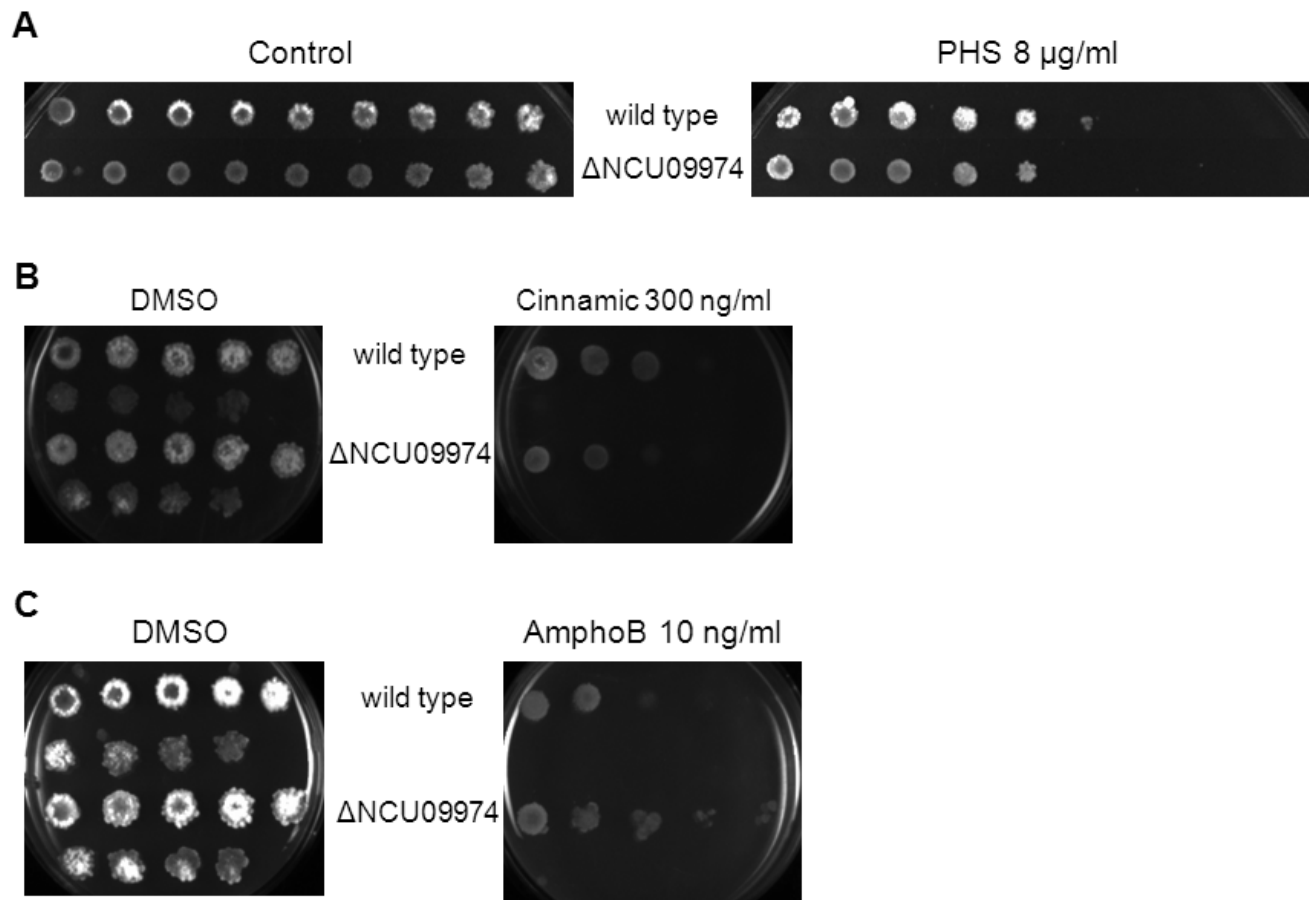 A
Control
PHS 8 µg/ml
wild type
ΔNCU09974
B
DMSO
Cinnamic 300 ng/ml
wild type
ΔNCU09974
C
DMSO
AmphoB 10 ng/ml
wild type
ΔNCU09974